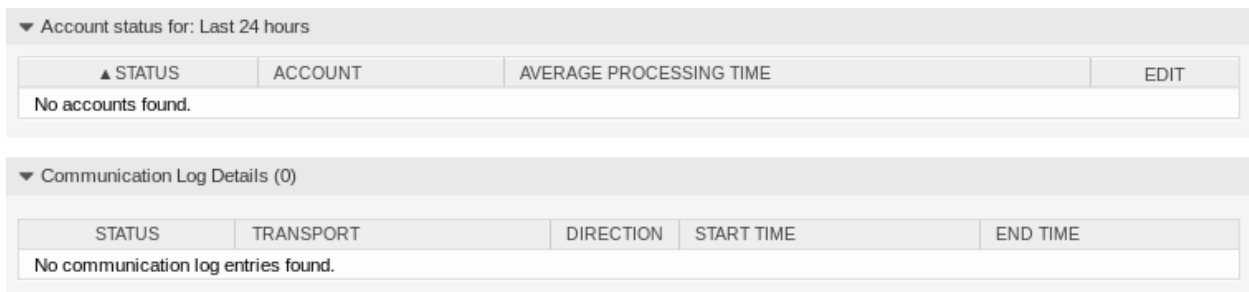 Account status for: Last 24 hours
▲ STATUS ACCOUNT AVERAGE PROCESSING TIME EDIT
No accounts found.
Communication Log Details (0)
STATUS TRANSPORT DIRECTION START TIME END TIME
No communication log entries found.